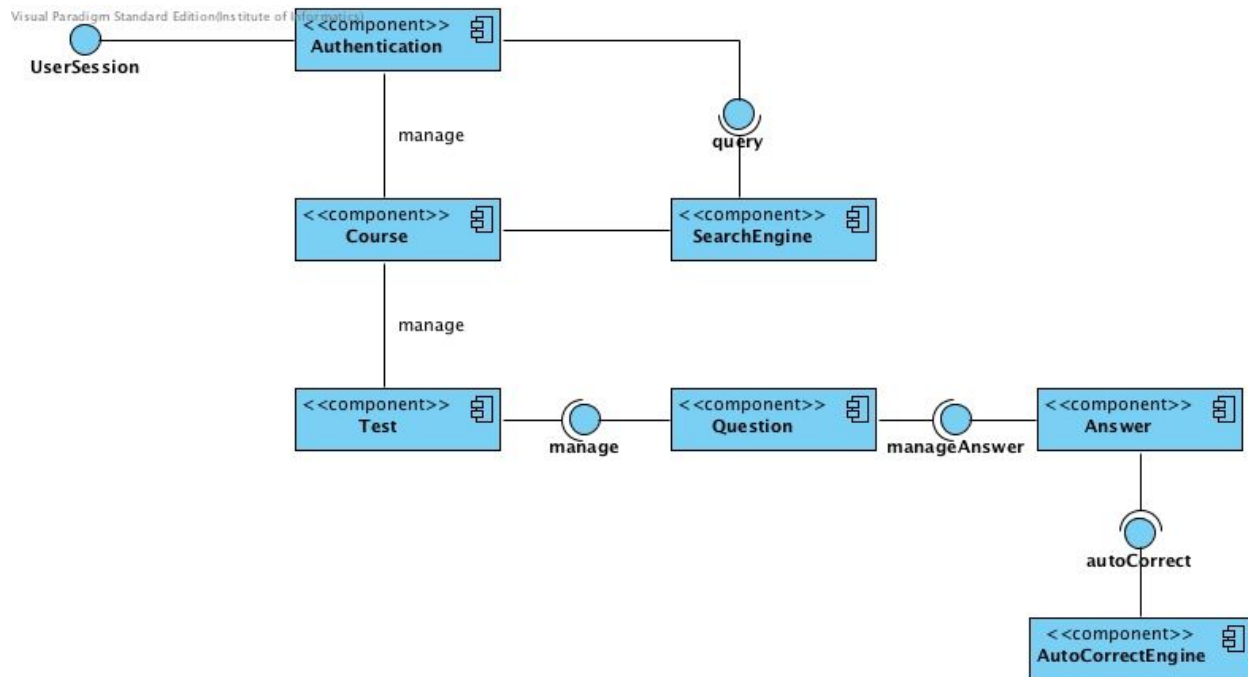 Visual Paradigm Standard Edition(Institute of Informatics)
<<component>>
Authentication
UserSession
manage
query
<<component>>
Course
<<component>>
SearchEngine
manage
<<component>>
Test
manage
<<component>>
Question
manageAnswer
<<component>>
Answer
autoCorrect
<<component>>
AutoCorrectEngine